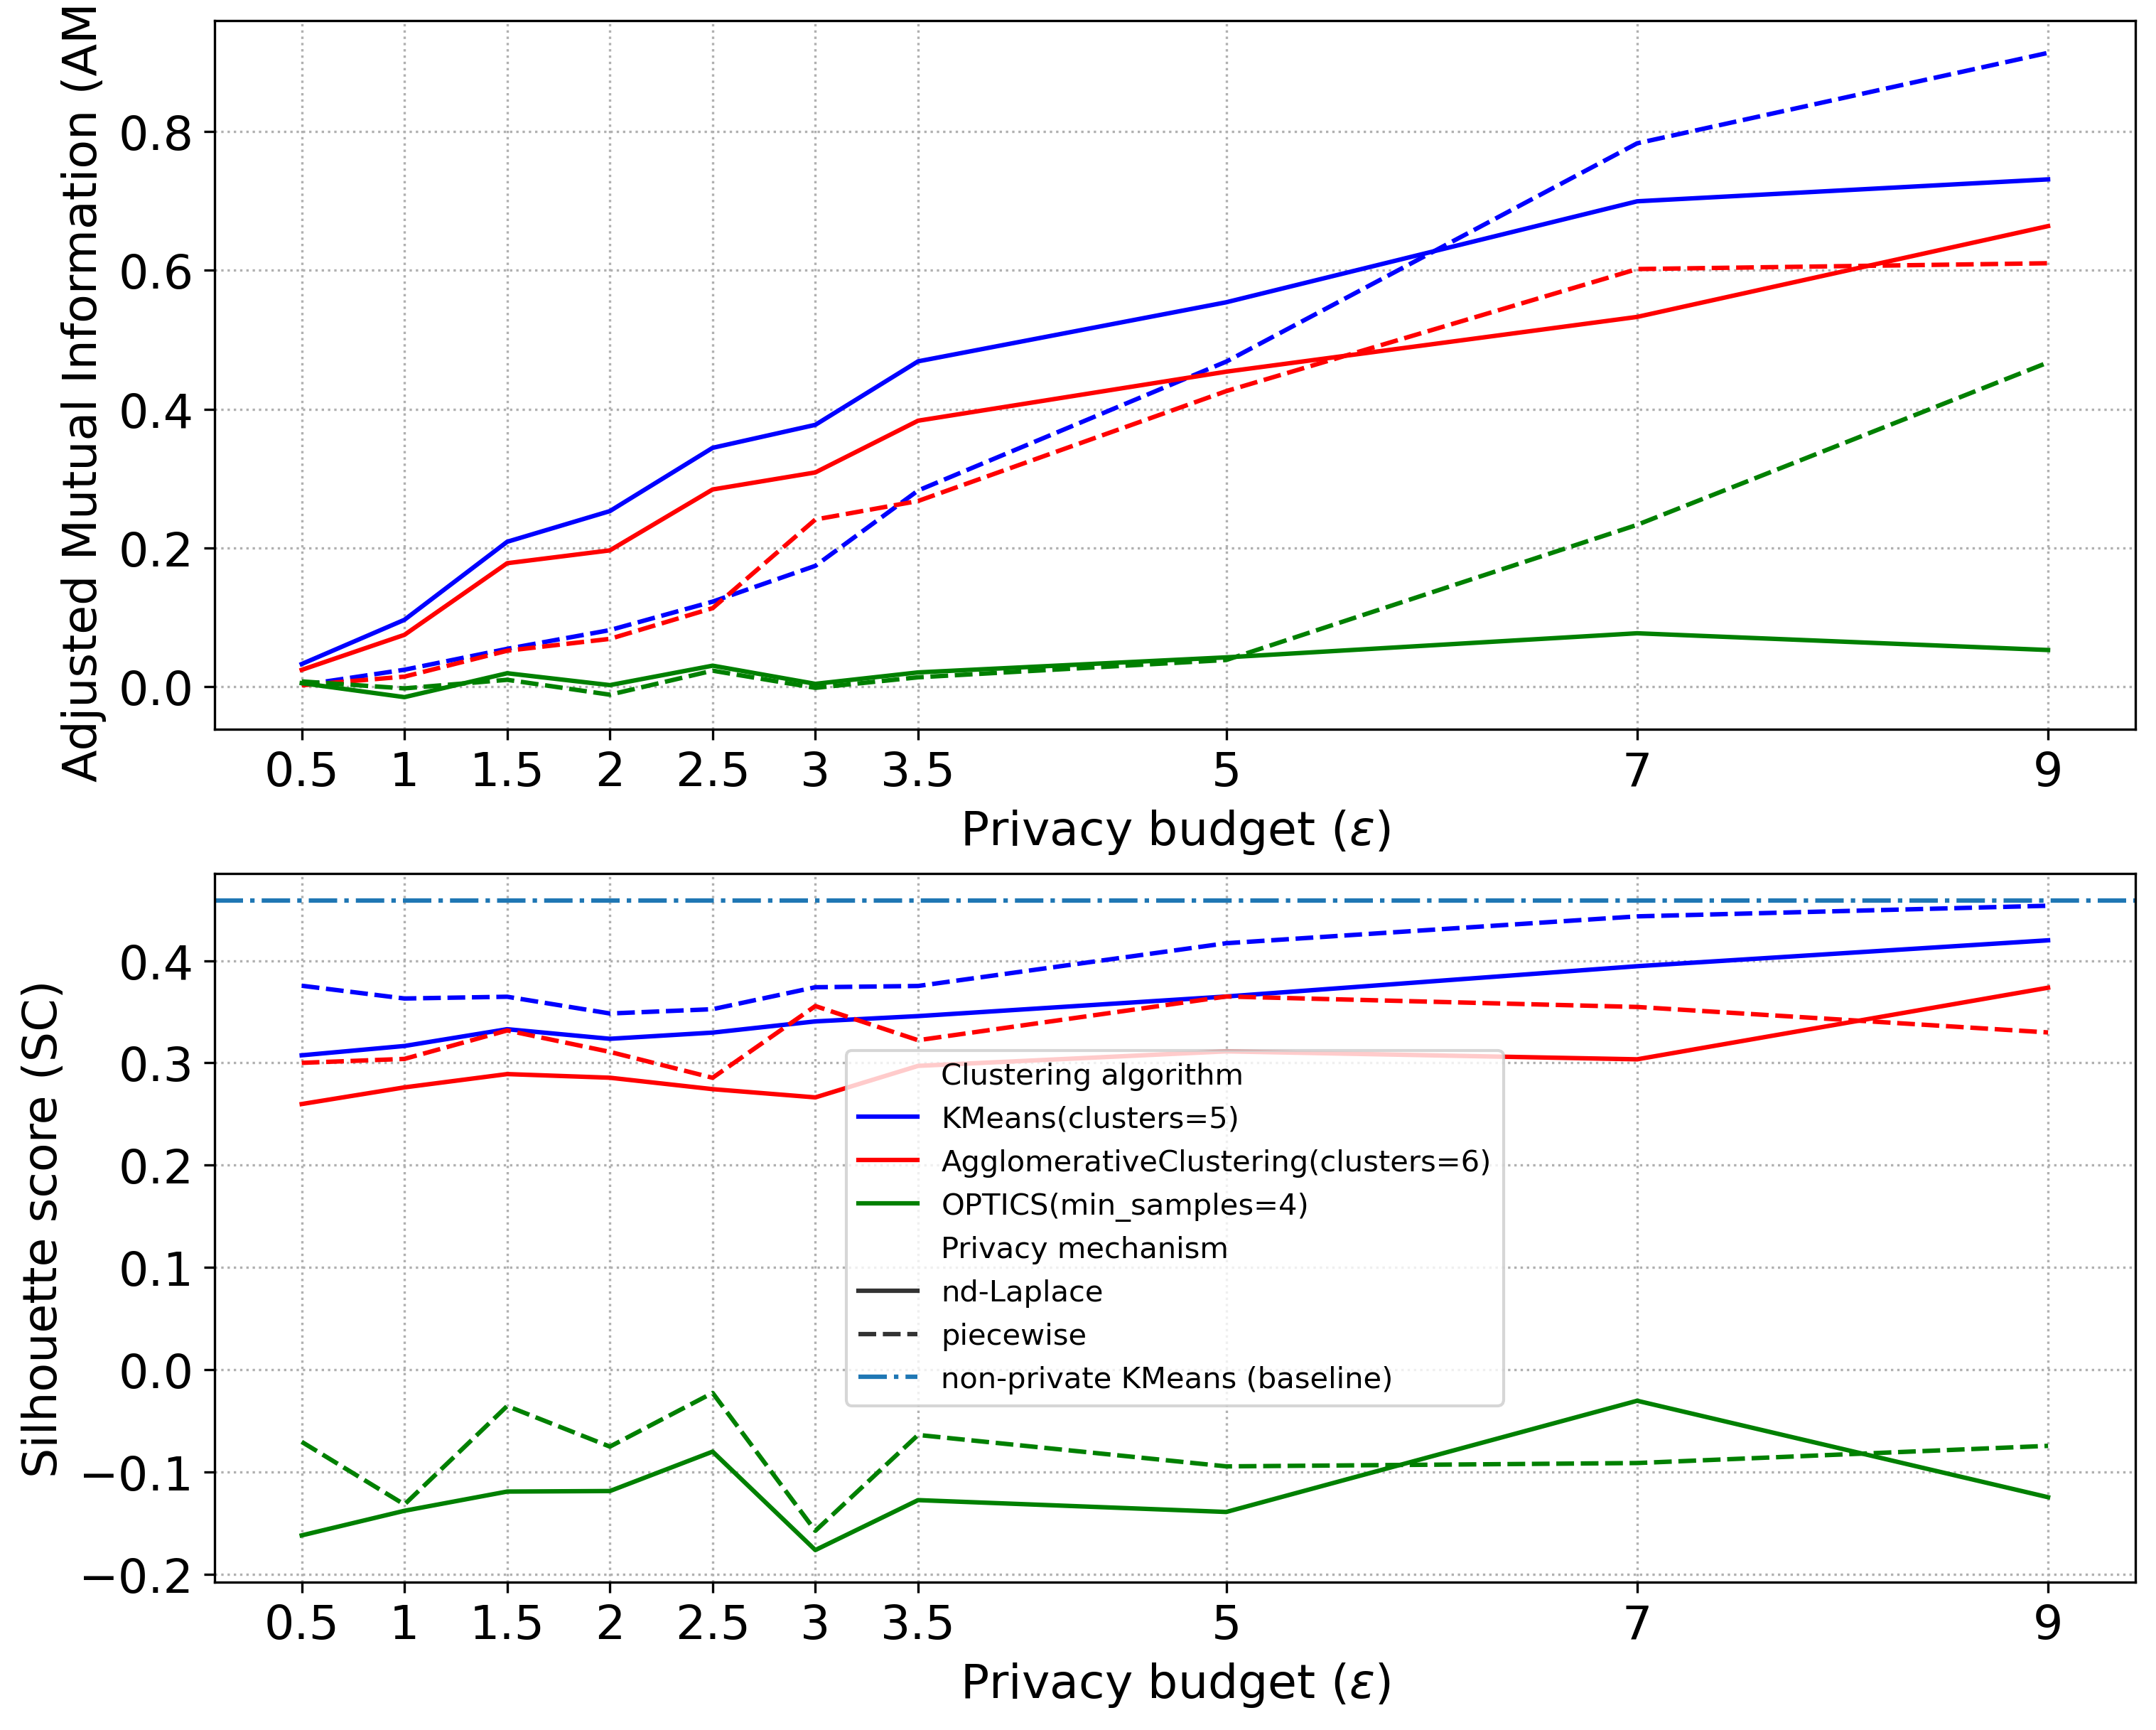 Adjusted Mutual Information (AM
0.8
0.6
0.4
0.2
0.0
0.5 1 1.5 2 2.5 3 3.5 5 7 9
Privacy budget (ε)
Silhouette score (SC)
0.4
0.3
0.2
0.1
0.0
−0.1
−0.2
Clustering algorithm
KMeans(clusters=5)
AgglomerativeClustering(clusters=6)
OPTICS(min_samples=4)
Privacy mechanism
nd-Laplace
piecewise
non-private KMeans (baseline)
0.5 1 1.5 2 2.5 3 3.5 5 7 9
Privacy budget (ε)